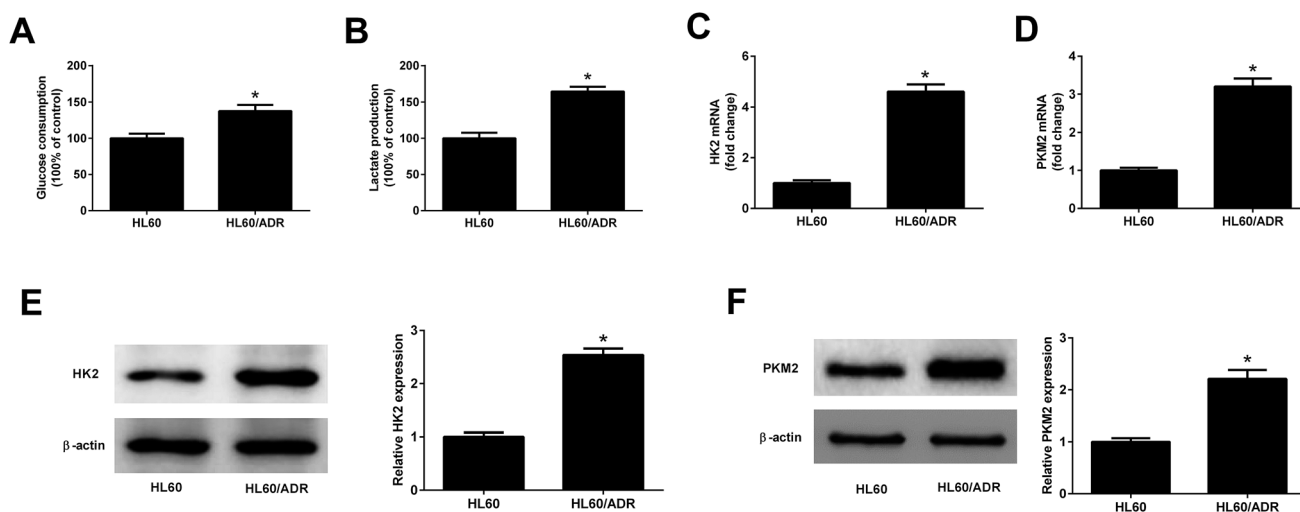 A
Glucose consumption
(100% of control)
200
150
100
50
0
*
HL60
HL60/ADR
B
Lactate production
(100% of control)
200
150
100
50
0
*
HL60
HL60/ADR
C
HK2 mRNA
(fold change)
6
4
2
0
*
HL60
HL60/ADR
D
PKM2 mRNA
(fold change)
4
3
2
1
0
*
HL60
HL60/ADR
E
HK2
β-actin
HL60
HL60/ADR
Relative HK2 expression
3
2
1
0
*
HL60
HL60/ADR
F
PKM2
β-actin
HL60
HL60/ADR
Relative PKM2 expression
3
2
1
0
*
HL60
HL60/ADR